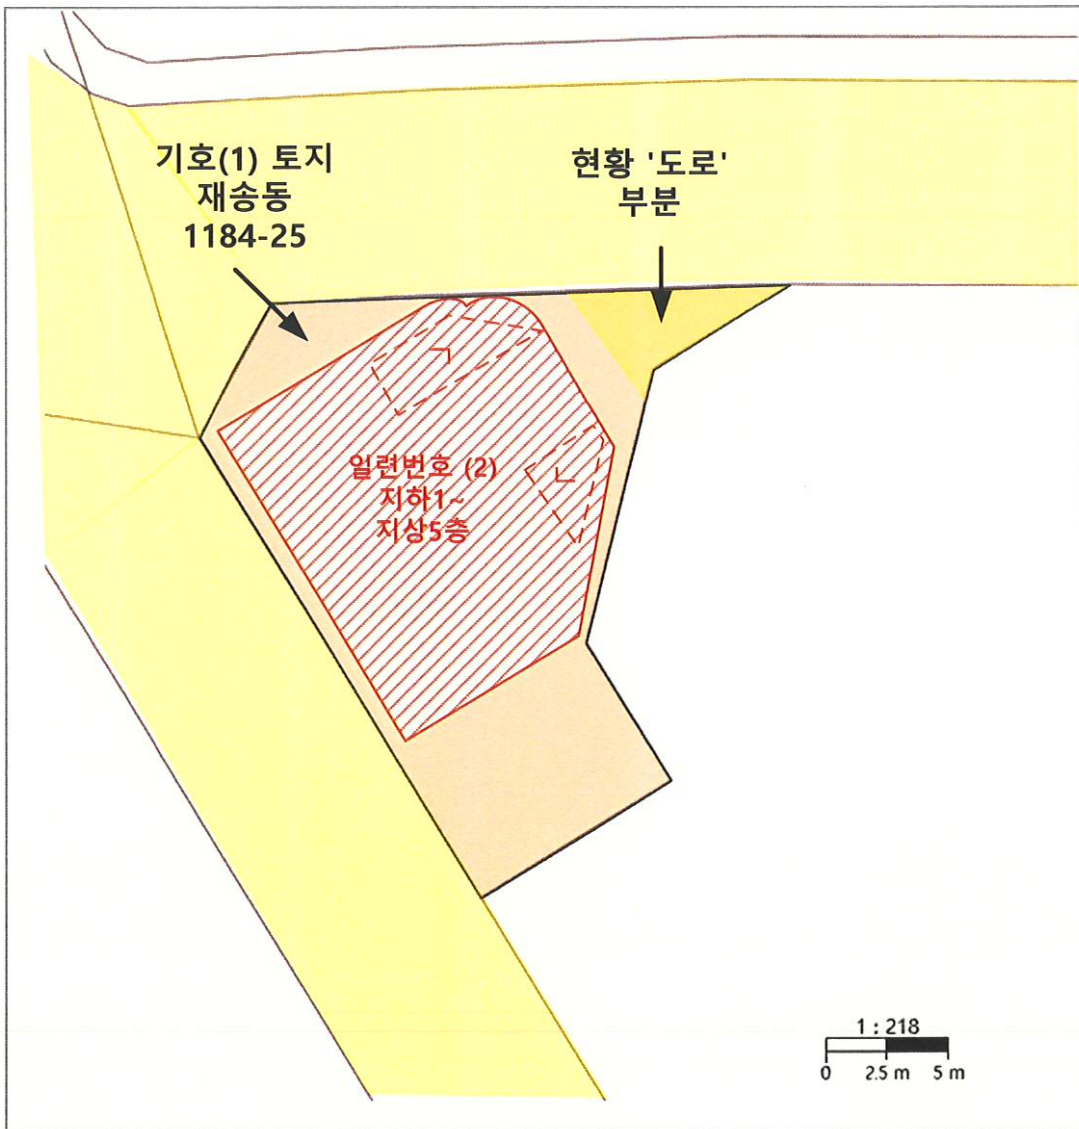 기호(1) 토지
재송동
1184-25
현황 '도로'
부분
일련번호 (2)
지하1~
지상5층
ㄱ
ㄴ
1 : 218
0 2.5 m 5 m